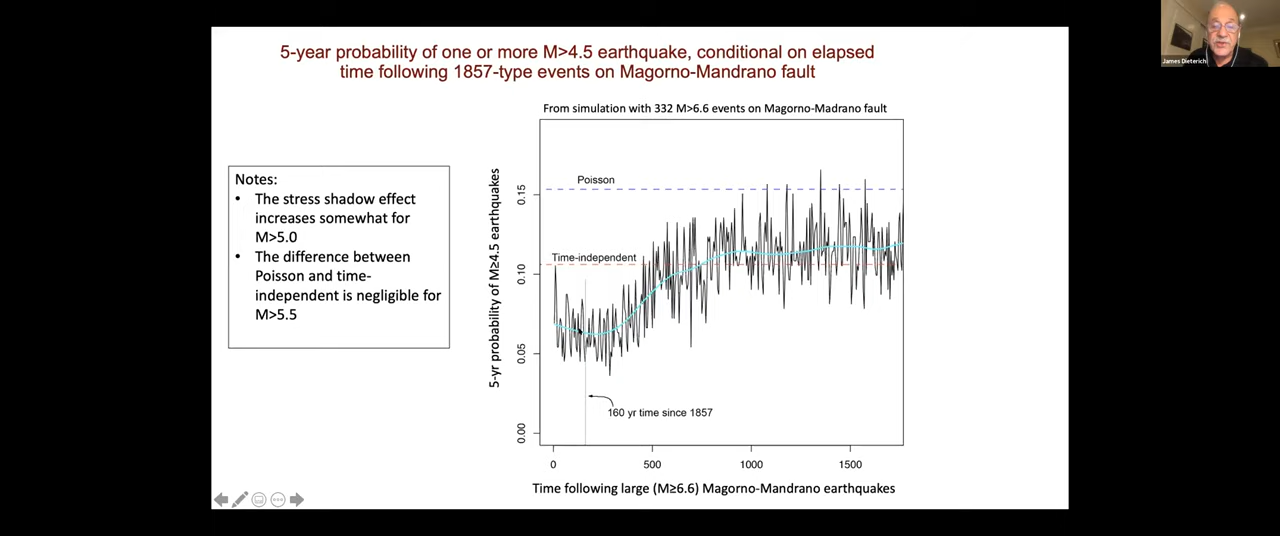 5-year probability of one or more M>4.5 earthquake, conditional on elapsed
time following 1857-type events on Magorno-Mandrano fault
James Dieterich
From simulation with 332 M>6.6 events on Magorno-Madrano fault
Notes:
• The stress shadow effect
increases somewhat for
M>5.0
• The difference between
Poisson and time-
independent is negligible for
M>5.5
5-yr probability of M≥4.5 earthquakes
0.15
0.10
0.05
0.00
Poisson
Time-independent
160 yr time since 1857
0
500
1000
1500
Time following large (M≥6.6) Magorno-Mandrano earthquakes